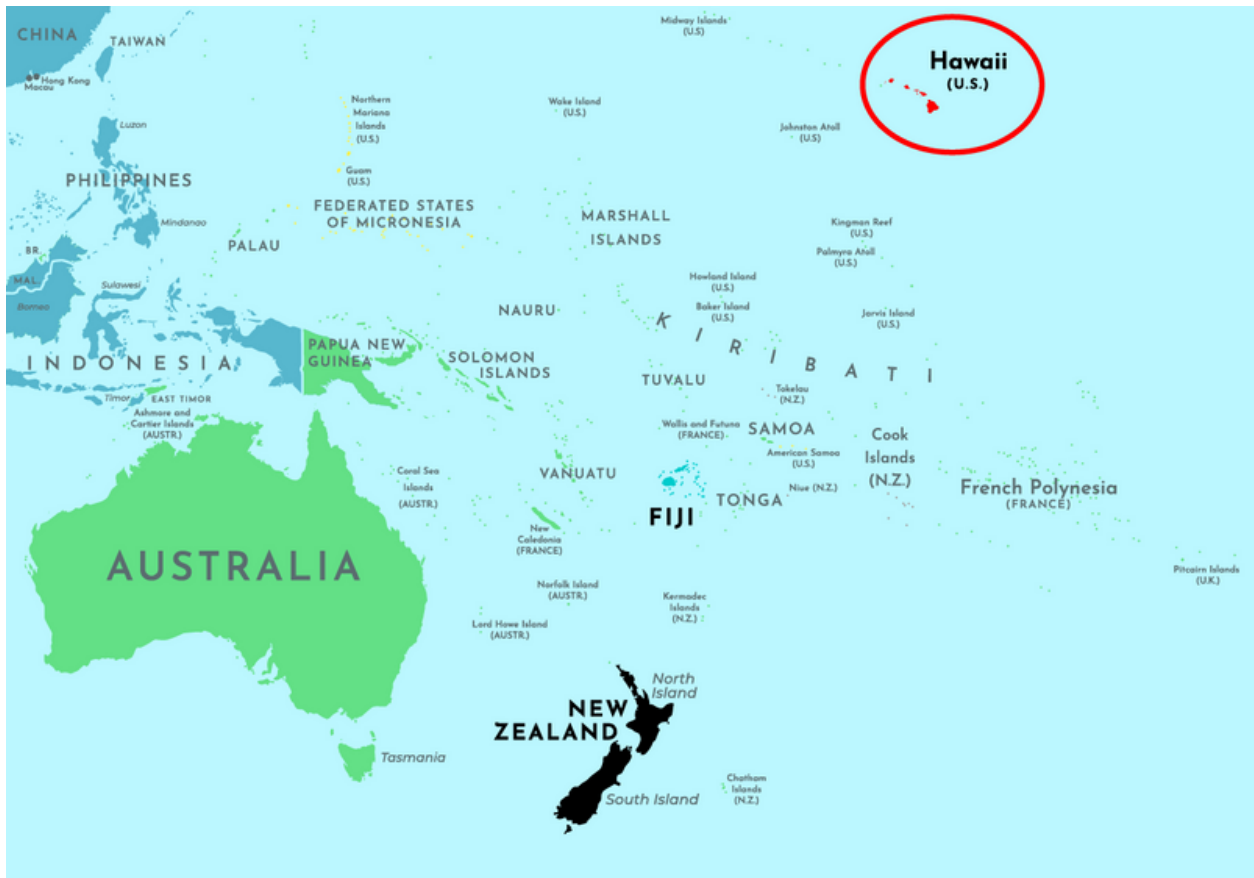 CHINA
TAIWAN
Hong Kong
Macau
Midway Islands
(U.S)
Hawaii
(U.S.)
Northern
Mariana
Islands
(U.S.)
Wake Island
(U.S.)
Johnston Atoll
(U.S)
Luzon
PHILIPPINES
Guam
(U.S.)
FEDERATED STATES
OF MICRONESIA
MARSHALL
ISLANDS
Mindanao
PALAU
Kingman Reef
(U.S.)
Palmyra Atoll
(U.S.)
BR.
MAL.
Borneo
Sulawesi
Howland Island
(U.S.)
Baker Island
(U.S.)
Jarvis Island
(U.S.)
NAURU
KIRIBATI
INDONESIA
PAPUA NEW
GUINEA
SOLOMON
ISLANDS
TUVALU
Tokelau
(N.Z.)
Timor
EAST TIMOR
Ashmore and
Cartier Islands
(AUSTR.)
Wallis and Futuna
(FRANCE)
SAMOA
American Samoa
(U.S.)
Cook
Islands
(N.Z.)
Coral Sea
Islands
(AUSTR.)
VANUATU
FIJI
TONGA
Niue (N.Z.)
French Polynesia
(FRANCE)
New
Caledonia
(FRANCE)
AUSTRALIA
Pitcairn Islands
(U.K.)
Norfolk Island
(AUSTR.)
Kermadec
Islands
(N.Z.)
Lord Howe Island
(AUSTR.)
North
Island
NEW
ZEALAND
Tasmania
South Island
Chatham
Islands
(N.Z.)